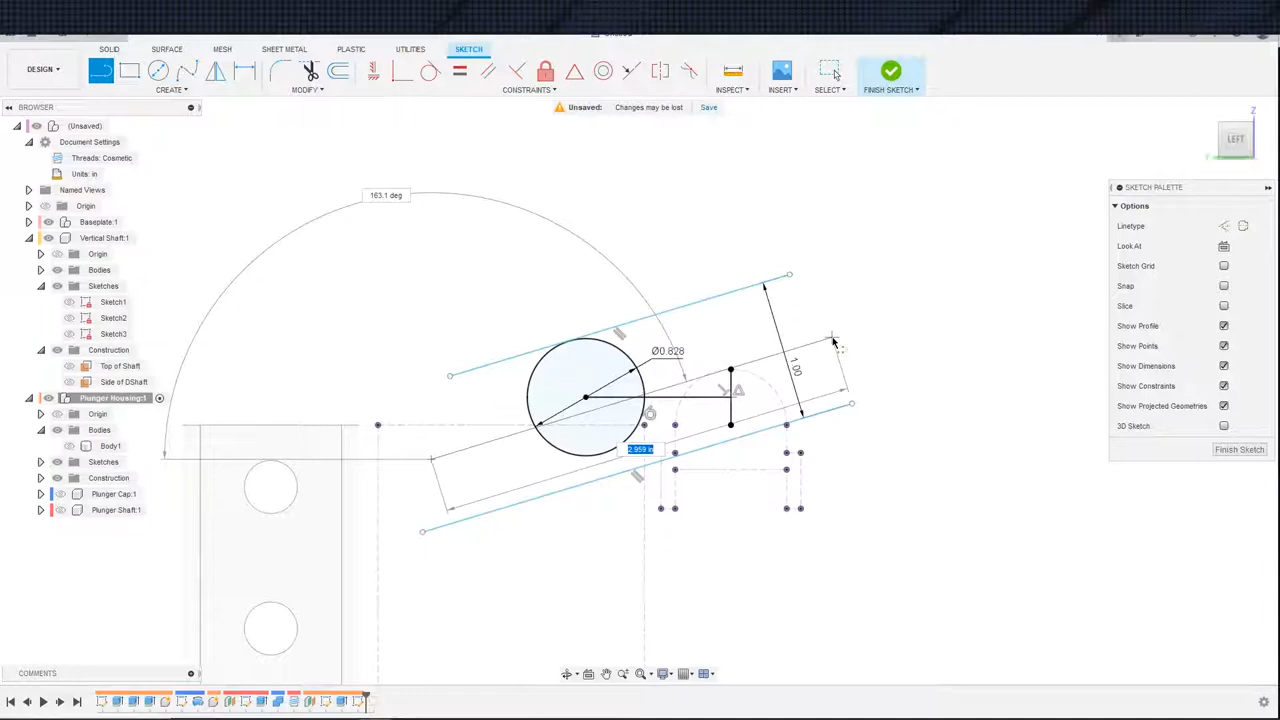 SOLID
SURFACE
MESH
SHEET METAL
PLASTIC
UTILITIES
SKETCH
DESIGN
CREATE
MODIFY
CONSTRAINTS
INSPECT
INSERT
SELECT
FINISH SKETCH
BROWSER
Unsaved: Changes may be lost Save
(Unsaved)
Document Settings
Threads: Cosmetic
Units: in
Named Views
Origin
Baseplate:1
Vertical Shaft:1
Origin
Bodies
Sketches
Sketch1
Sketch2
Sketch3
Construction
Top of Shaft
Side of DShaft
Plunger Housing:1
Origin
Bodies
Body1
Sketches
Construction
Plunger Cap:1
Plunger Shaft:1
Z
LEFT
Y
163.1 deg
Ø0.828
1.00
2.959 in
SKETCH PALETTE
Options
Linetype
Look At
Sketch Grid
Snap
Slice
Show Profile
Show Points
Show Dimensions
Show Constraints
Show Projected Geometries
3D Sketch
Finish Sketch
COMMENTS